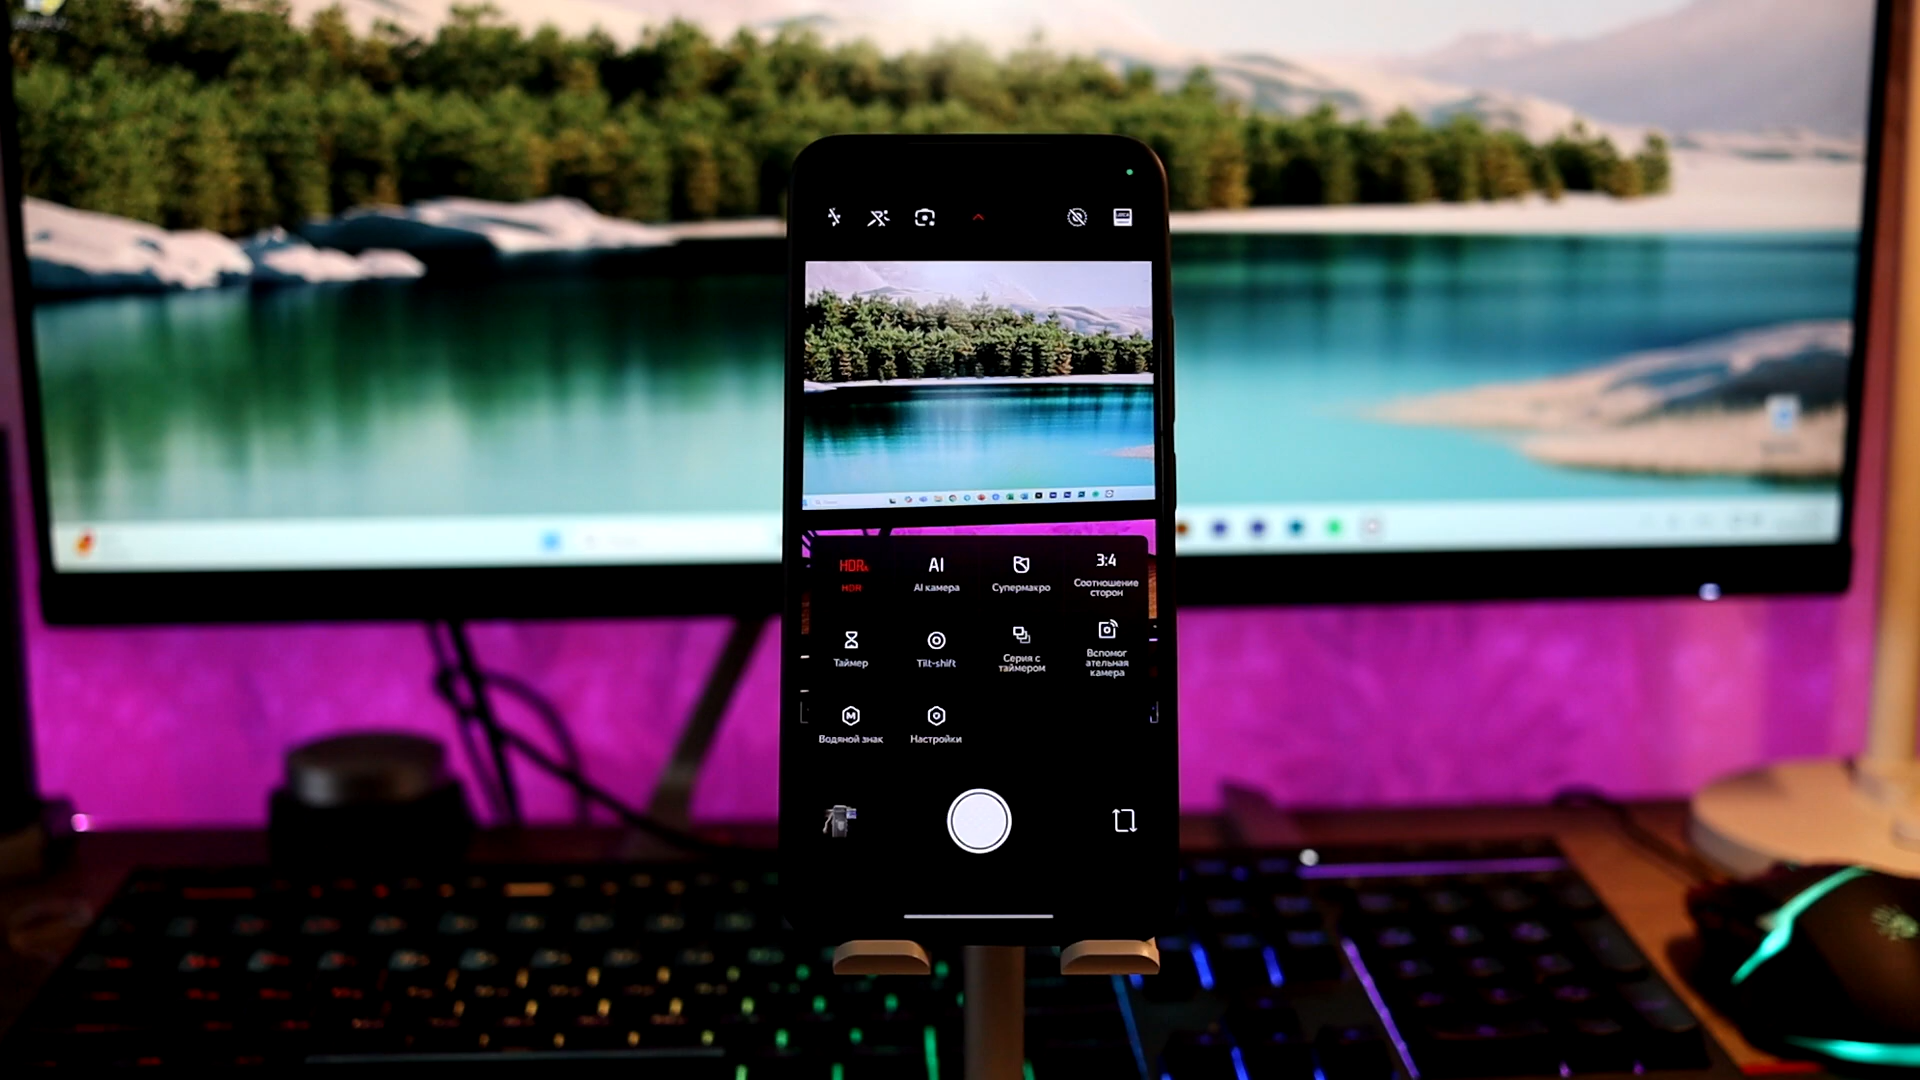 HDRA
AI
3:4
HDR
AI камера
Супермакро
Соотношение
сторон
Таймер
Tilt-shift
Серия с
таймером
Вспомог
ательная
камера
M
Водяной знак
Настройки